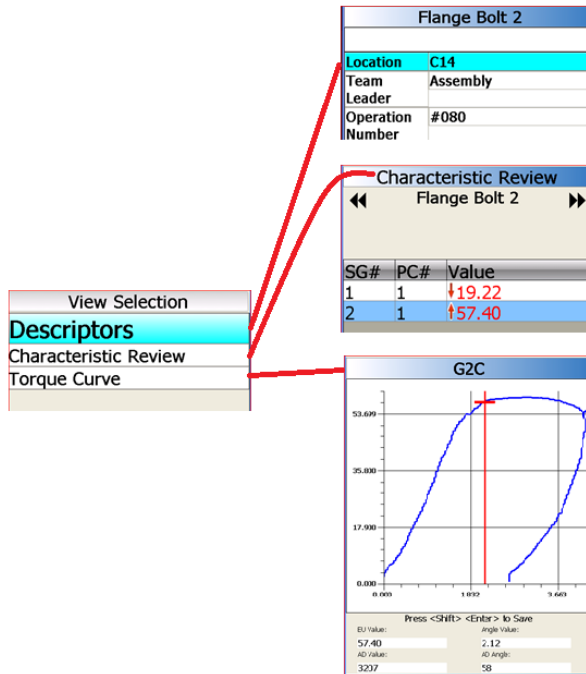 Flange Bolt 2
Location C14
Team Assembly
Leader
Operation #080
Number
Characteristic Review
Flange Bolt 2
SG# PC# Value
1 1 19.22
2 1 57.40
View Selection
Descriptors
Characteristic Review
Torque Curve
G2C
53.699
35.800
17.900
0.000
0.000 1.832 3.663
Press <Shift> <Enter> to Save
EU Value: Angle Value:
57.40 2.12
AD Value: AD Angle:
3207 58